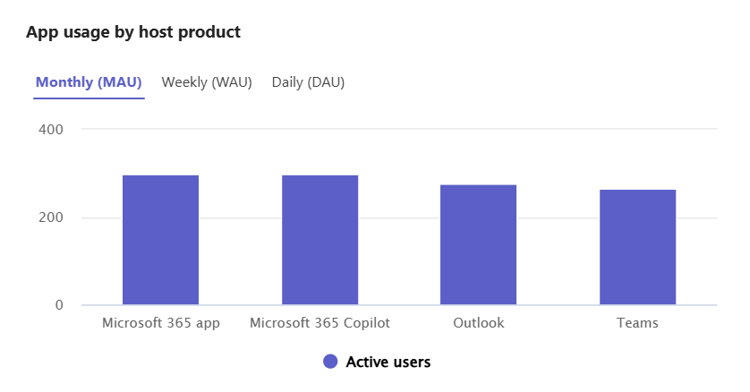 App usage by host product
Monthly (MAU) Weekly (WAU) Daily (DAU)
400
200
0
Microsoft 365 app Microsoft 365 Copilot Outlook Teams
Active users